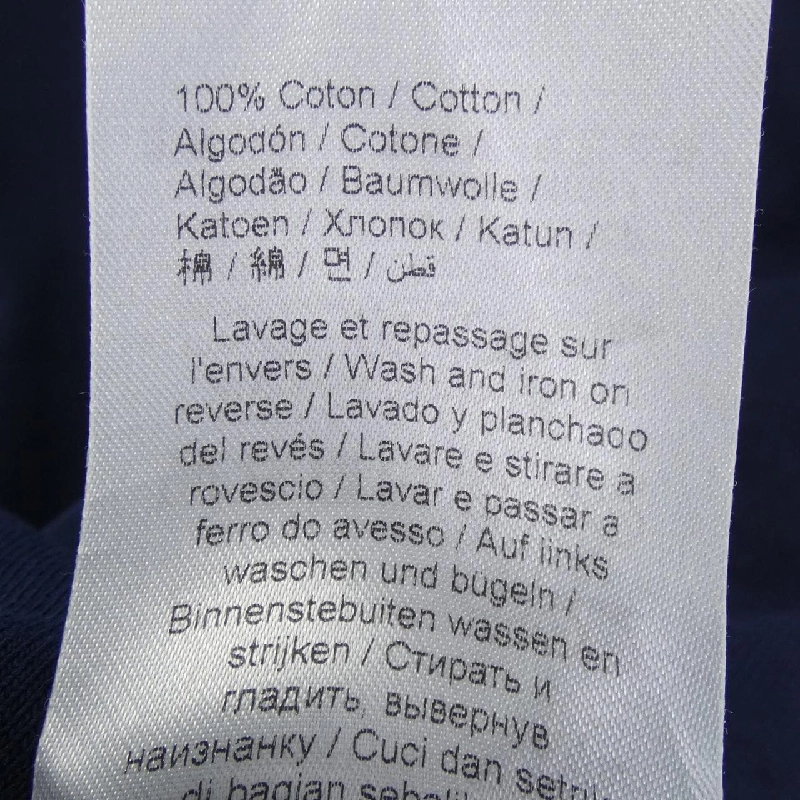 100% Coton / Cotton /
Algodón / Cotone /
Algodão / Baumwolle /
Katoen / Хлопок / Katun /
棉 / 綿 / 면 / قطن
Lavage et repassage sur
l'envers / Wash and iron on
reverse / Lavado y planchado
del revés / Lavare e stirare a
rovescio / Lavar e passar a
ferro do avesso / Auf links
waschen und bügeln /
Binnenstebuiten wassen en
strijken / Стирать и
гладить, вывернув
наизнанку / Cuci dan
di bagian